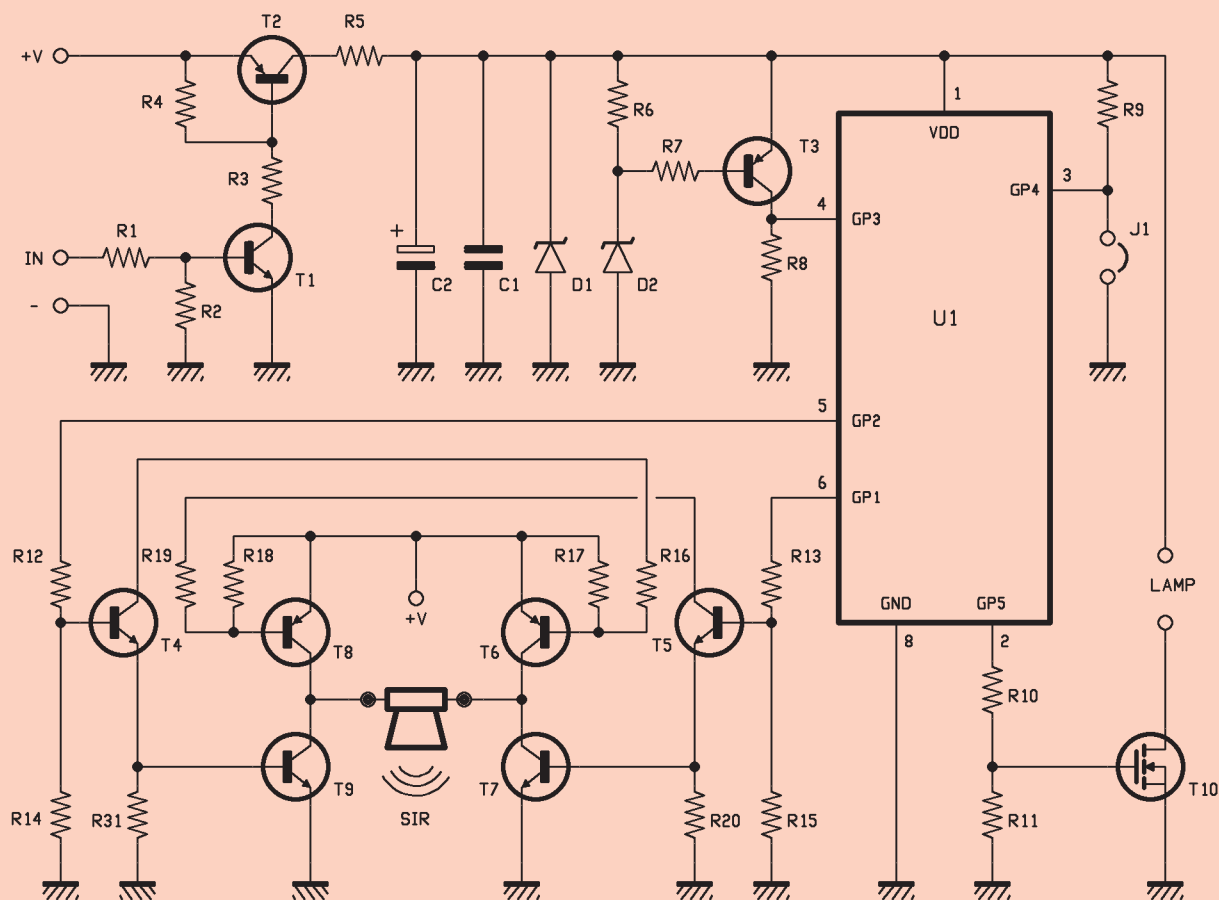 T2
R5
+V
R4
R6
1
R9
VDD
R7
T3
R3
3
GP4
4
GP3
R1
+
J1
IN
R8
T1
C2
C1
D1
D2
-
R2
U1
5
GP2
6
GP1
R12
R19
R18
R17
R16
R13
LAMP
+V
GND
GP5
T4
T8
T6
T5
8
2
R10
T9
T7
T10
R14
R31
SIR
R20
R15
R11